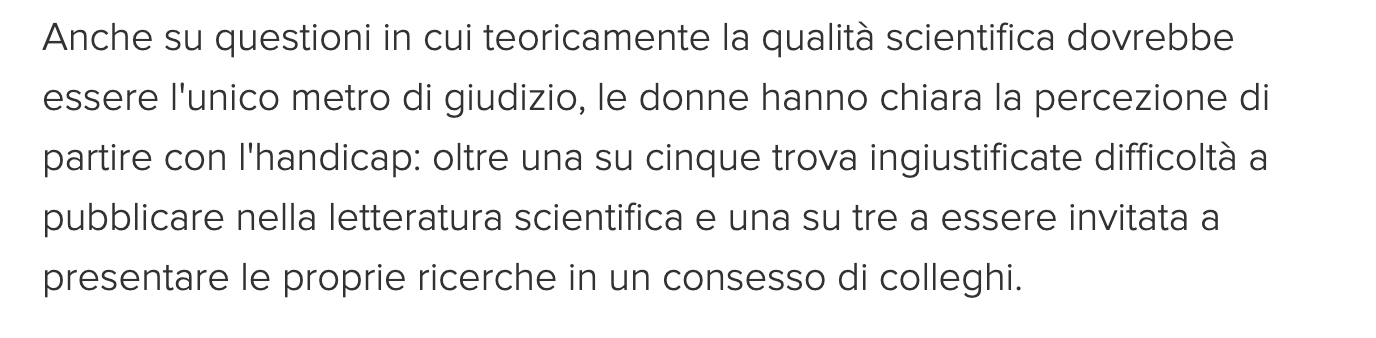 Anche su questioni in cui teoricamente la qualità scientifica dovrebbe
essere l'unico metro di giudizio, le donne hanno chiara la percezione di
partire con l'handicap: oltre una su cinque trova ingiustificate difficoltà a
pubblicare nella letteratura scientifica e una su tre a essere invitata a
presentare le proprie ricerche in un consesso di colleghi.